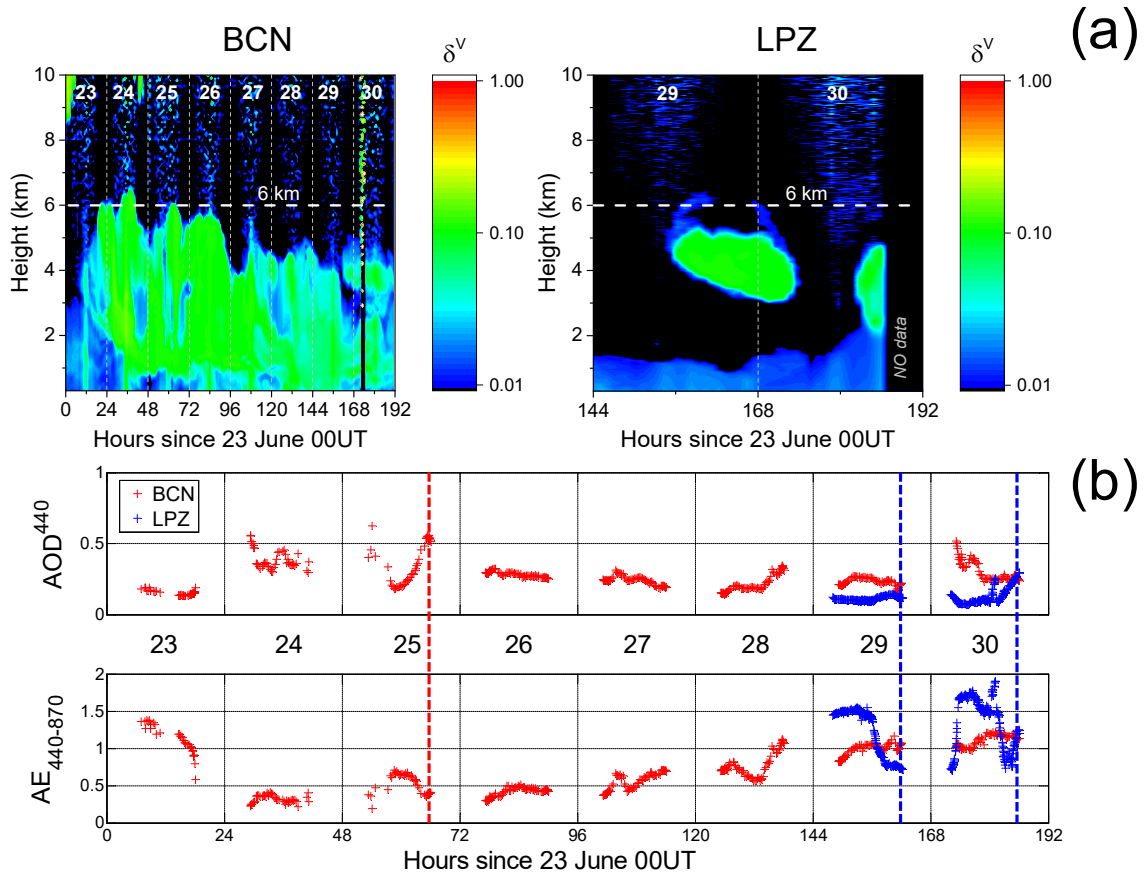 BCN
LPZ
(a)
δV
δV
10
8
6
4
2
Height (km)
23 24 25 26 27 28 29 30
6 km
0 24 48 72 96 120 144 168 192
Hours since 23 June 00UT
1.00
0.10
0.01
10
8
6
4
2
Height (km)
29 30
6 km
NO data
144 168 192
Hours since 23 June 00UT
1.00
0.10
0.01
(b)
BCN
LPZ
AOD440
1
0.5
0
23 24 25 26 27 28 29 30
AE440-870
2
1.5
1
0.5
0
0 24 48 72 96 120 144 168 192
Hours since 23 June 00UT